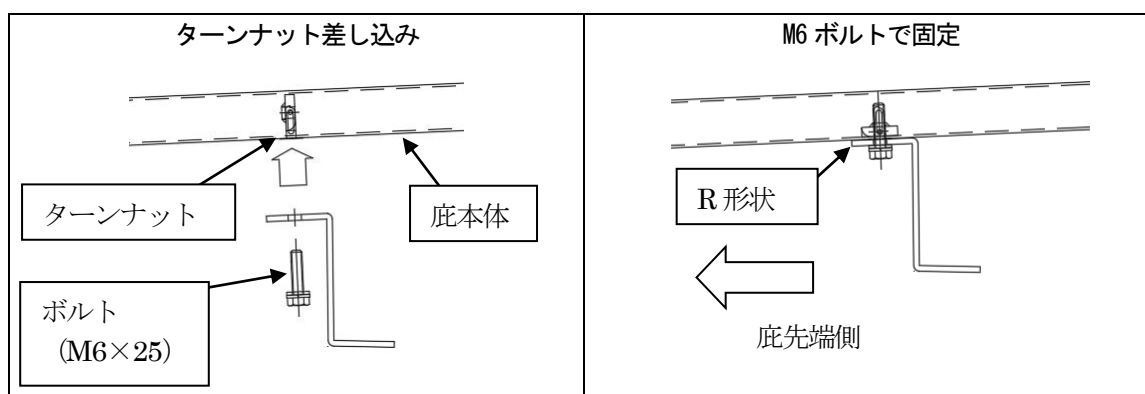 ターンナット差し込み
ターンナット
庇本体
ボルト
（M6×25）
M6 ボルトで固定
R 形状
庇先端側